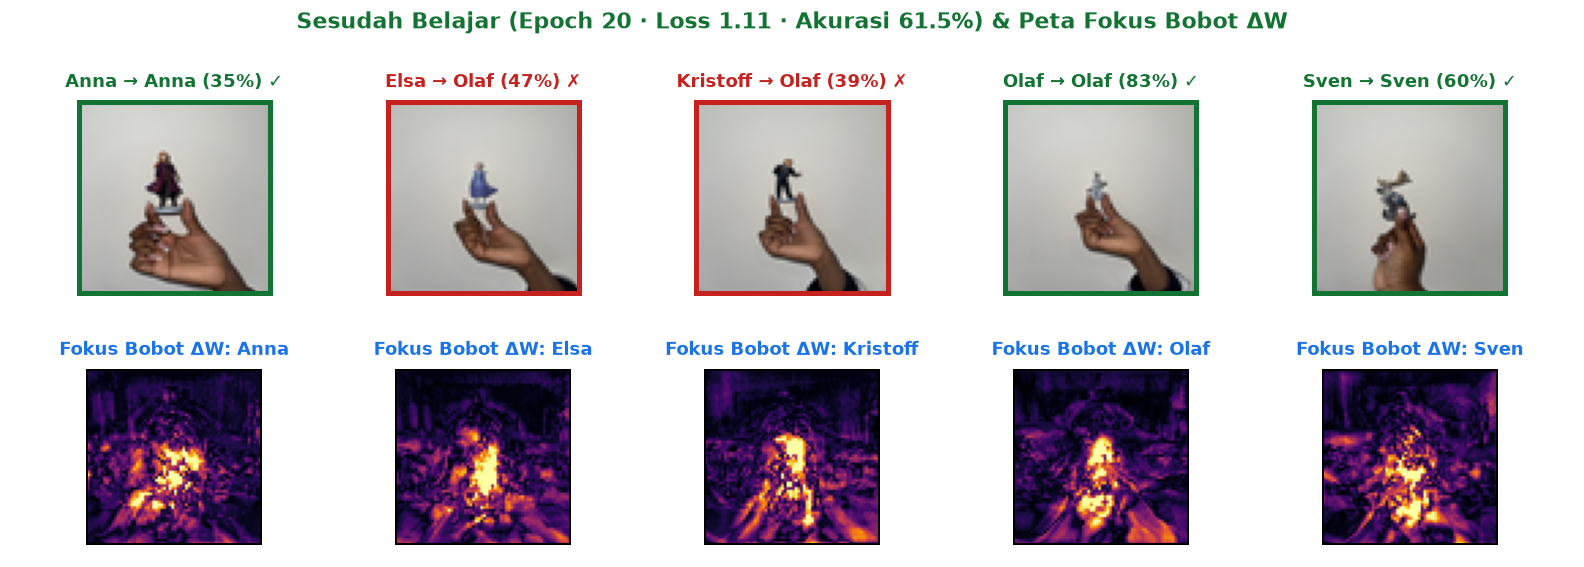 Sesudah Belajar (Epoch 20 · Loss 1.11 · Akurasi 61.5%) & Peta Fokus Bobot ΔW
Anna → Anna (35%) ✓
Elsa → Olaf (47%) ✗
Kristoff → Olaf (39%) ✗
Olaf → Olaf (83%) ✓
Sven → Sven (60%) ✓
Fokus Bobot ΔW: Anna
Fokus Bobot ΔW: Elsa
Fokus Bobot ΔW: Kristoff
Fokus Bobot ΔW: Olaf
Fokus Bobot ΔW: Sven